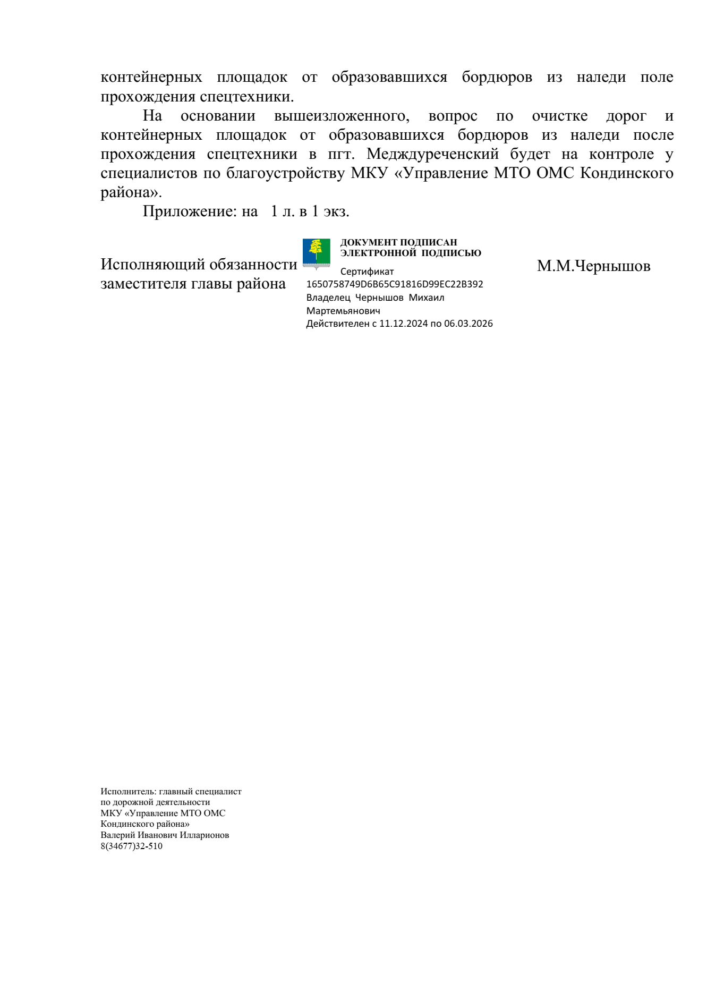 контейнерных площадок от образовавшихся бордюров из наледи поле
прохождения спецтехники.
На основании вышеизложенного, вопрос по очистке дорог и
контейнерных площадок от образовавшихся бордюров из наледи после
прохождения спецтехники в пгт. Медждуреченский будет на контроле у
специалистов по благоустройству МКУ «Управление МТО ОМС Кондинского
района».
Приложение: на 1 л. в 1 экз.
Исполняющий обязанности
заместителя главы района
ДОКУМЕНТ ПОДПИСАН
ЭЛЕКТРОННОЙ ПОДПИСЬЮ
Сертификат
1650758749D6B65C91816D99EC22B392
Владелец Чернышов Михаил
Мартемьянович
Действителен с 11.12.2024 по 06.03.2026
М.М.Чернышов
Исполнитель: главный специалист
по дорожной деятельности
МКУ «Управление МТО ОМС
Кондинского района»
Валерий Иванович Илларионов
8(34677)32-510